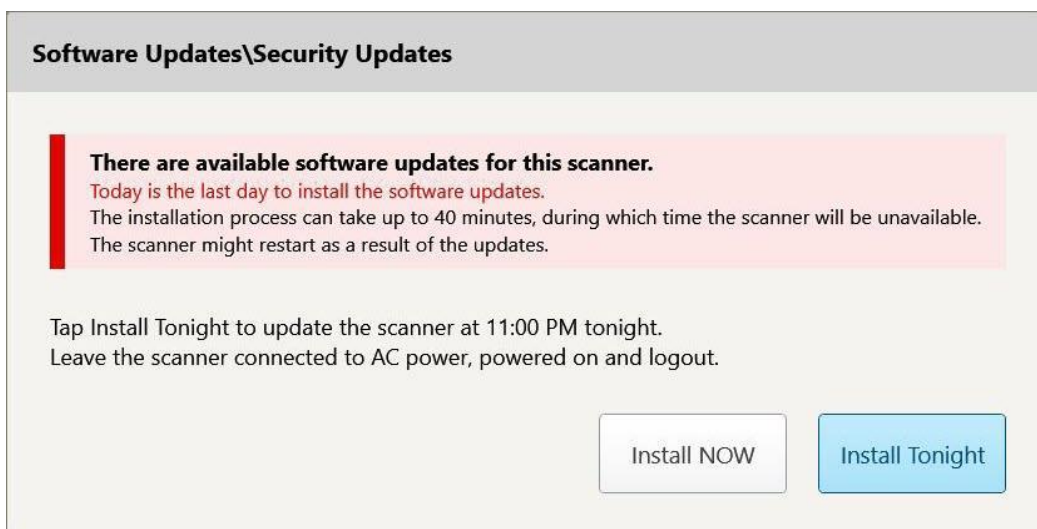 Software Updates\Security Updates
There are available software updates for this scanner.
Today is the last day to install the software updates.
The installation process can take up to 40 minutes, during which time the scanner will be unavailable.
The scanner might restart as a result of the updates.
Tap Install Tonight to update the scanner at 11:00 PM tonight.
Leave the scanner connected to AC power, powered on and logout.
Install NOW
Install Tonight